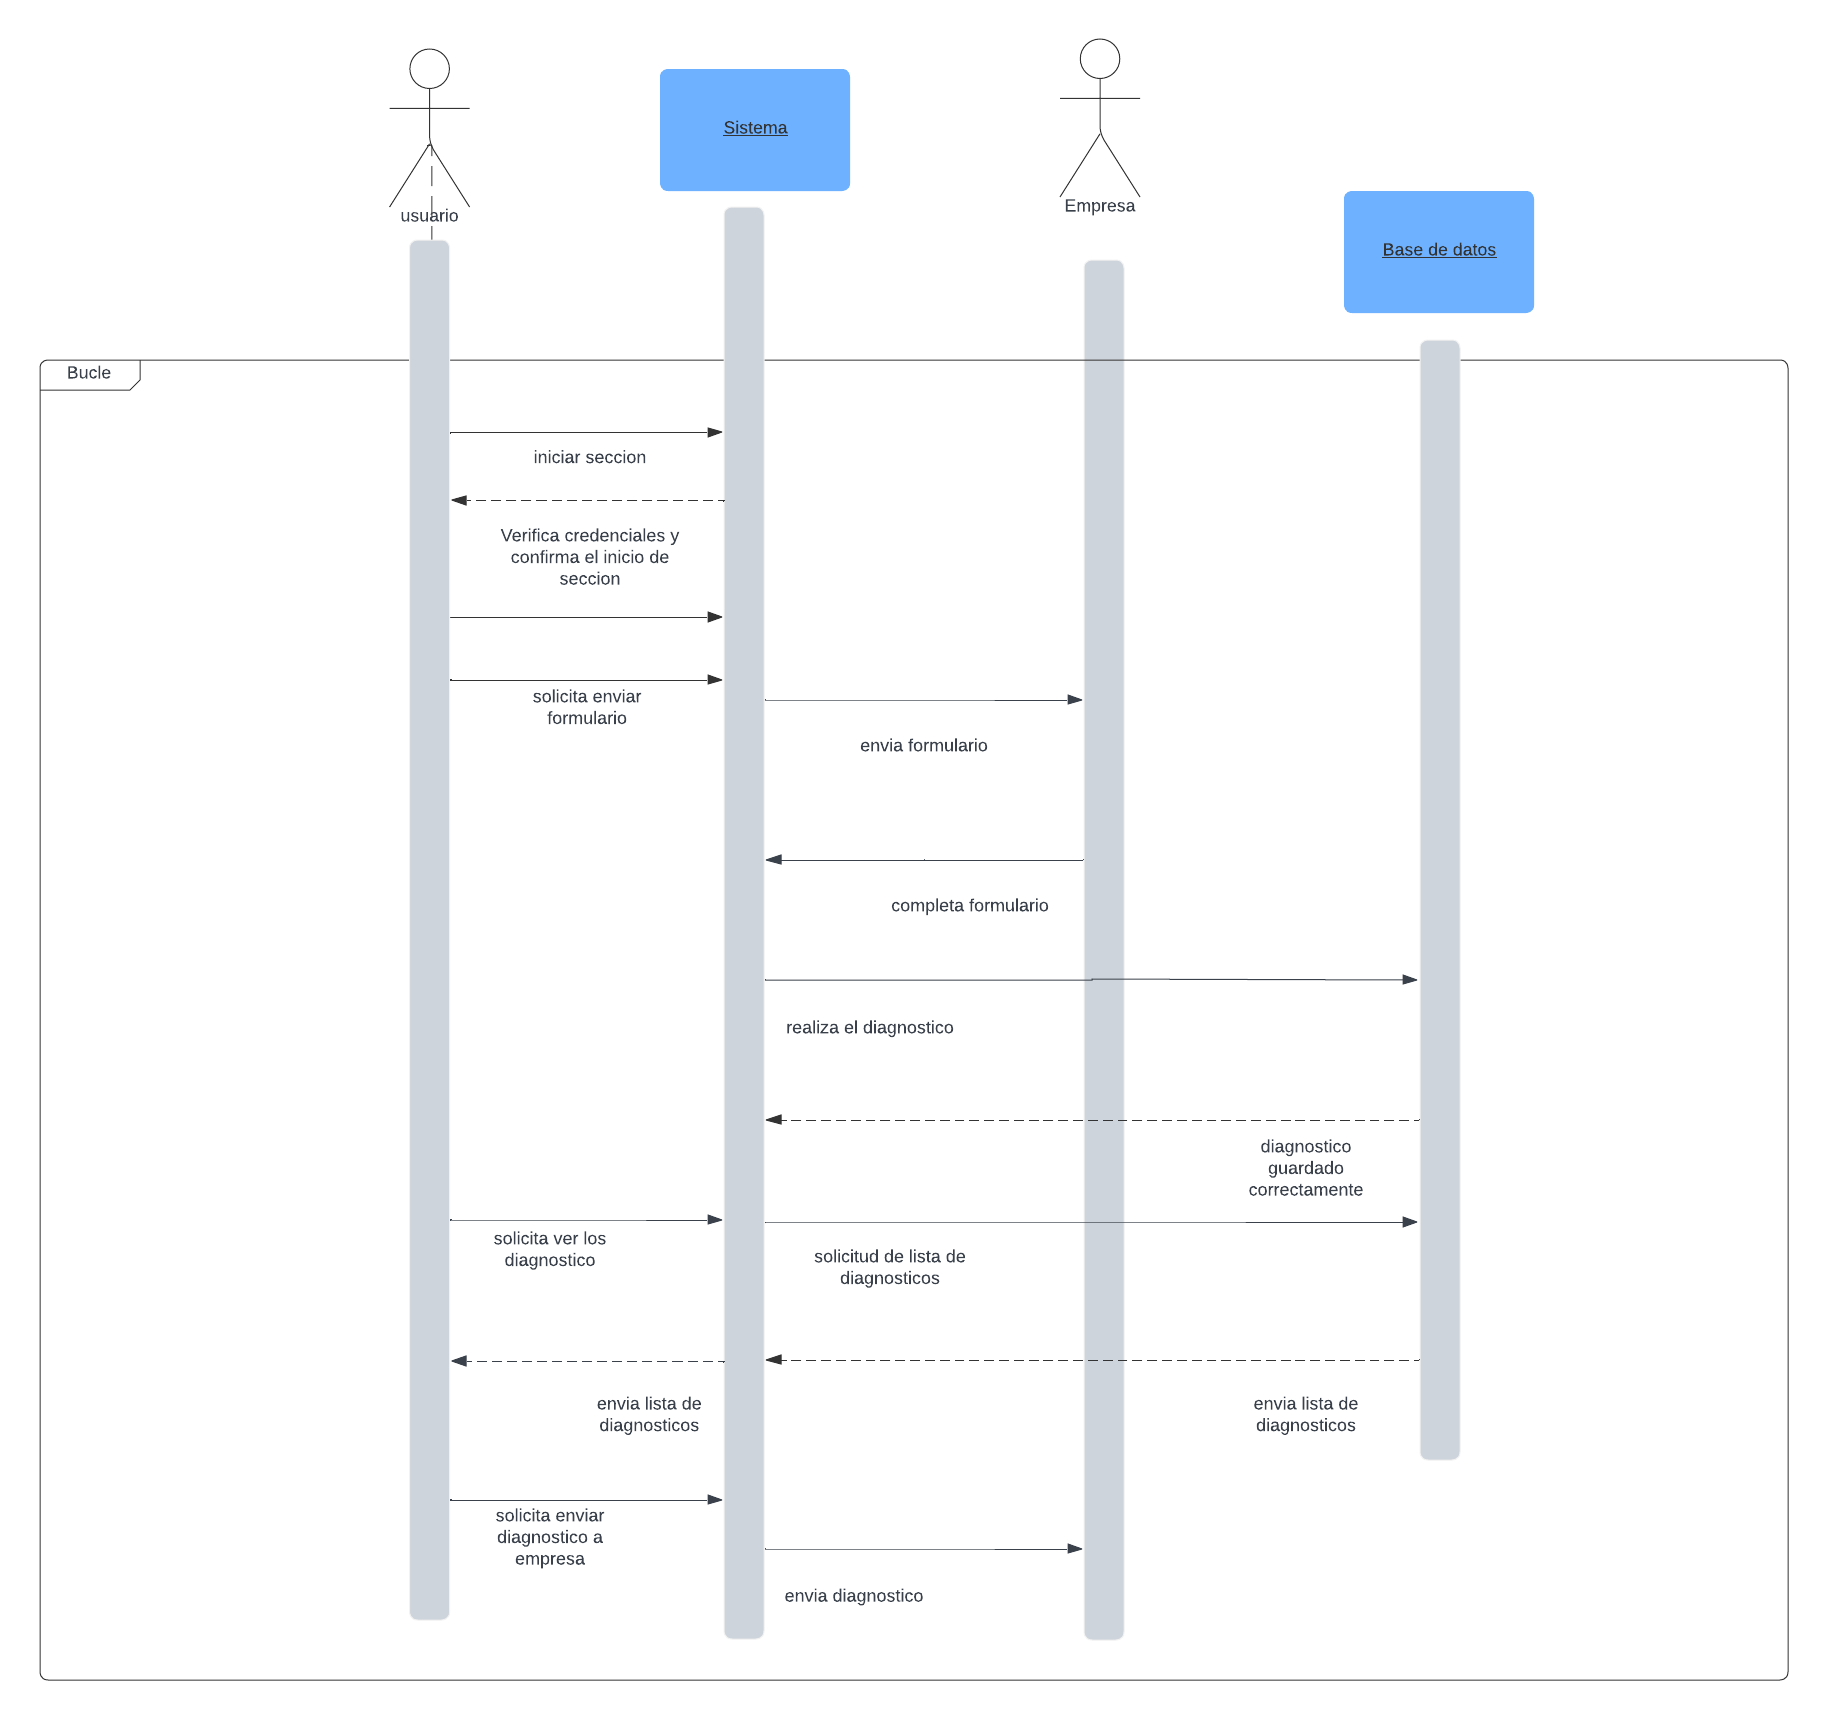 Sistema
Empresa
usuario
Base de datos
Bucle
iniciar seccion
Verifica credenciales y
confirma el inicio de
seccion
solicita enviar
formulario
envia formulario
completa formulario
realiza el diagnostico
diagnostico
guardado
correctamente
solicita ver los
diagnostico
solicitud de lista de
diagnosticos
envia lista de
diagnosticos
envia lista de
diagnosticos
solicita enviar
diagnostico a
empresa
envia diagnostico